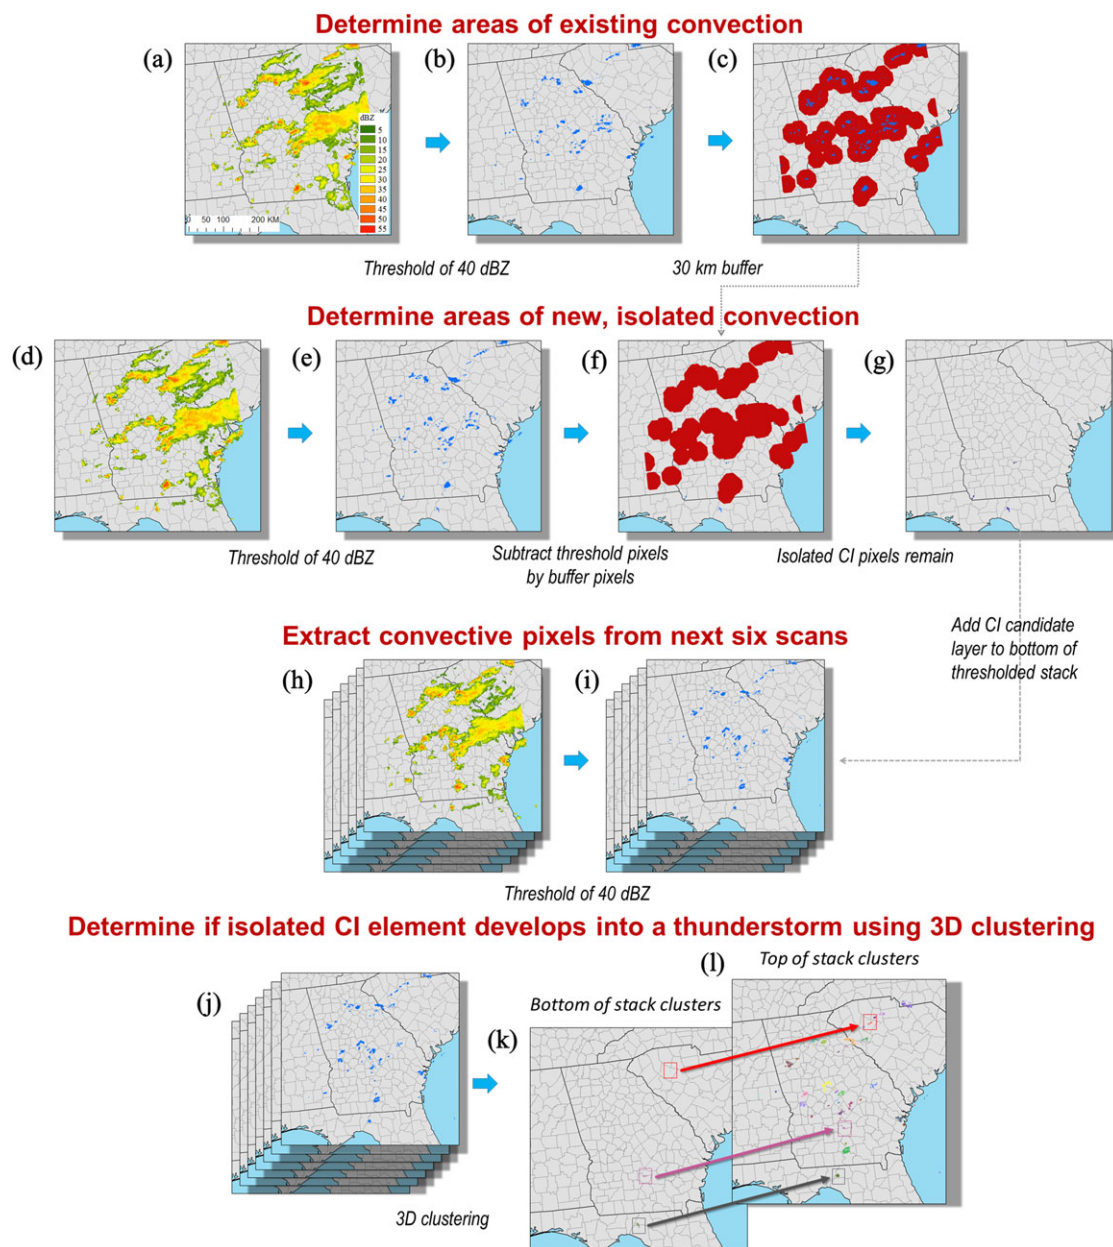 Determine areas of existing convection
(a)
(b)
(c)
dBZ
5
10
15
20
25
30
35
40
45
50
55
0 50 100 200 KM
Threshold of 40 dBZ
30 km buffer
Determine areas of new, isolated convection
(d)
(e)
(f)
(g)
Threshold of 40 dBZ
Subtract threshold pixels
by buffer pixels
Isolated CI pixels remain
Extract convective pixels from next six scans
Add CI candidate
layer to bottom of
thresholded stack
(h)
(i)
Threshold of 40 dBZ
Determine if isolated CI element develops into a thunderstorm using 3D clustering
(j)
Bottom of stack clusters
(k)
(l)
Top of stack clusters
3D clustering